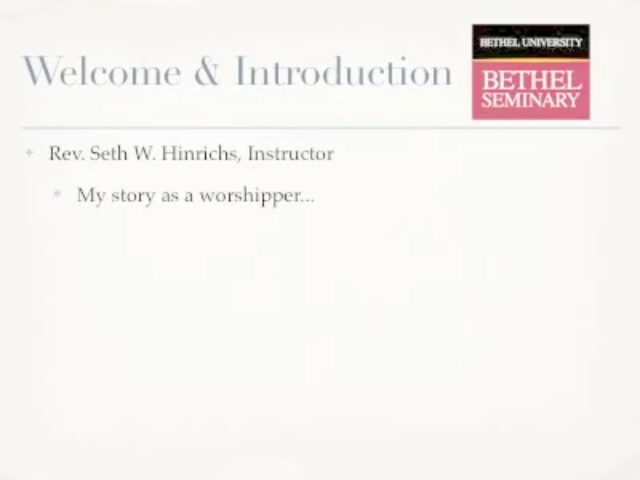 Welcome & Introduction
BETHEL UNIVERSITY
BETHEL
SEMINARY
Rev. Seth W. Hinrichs, Instructor
My story as a worshipper...